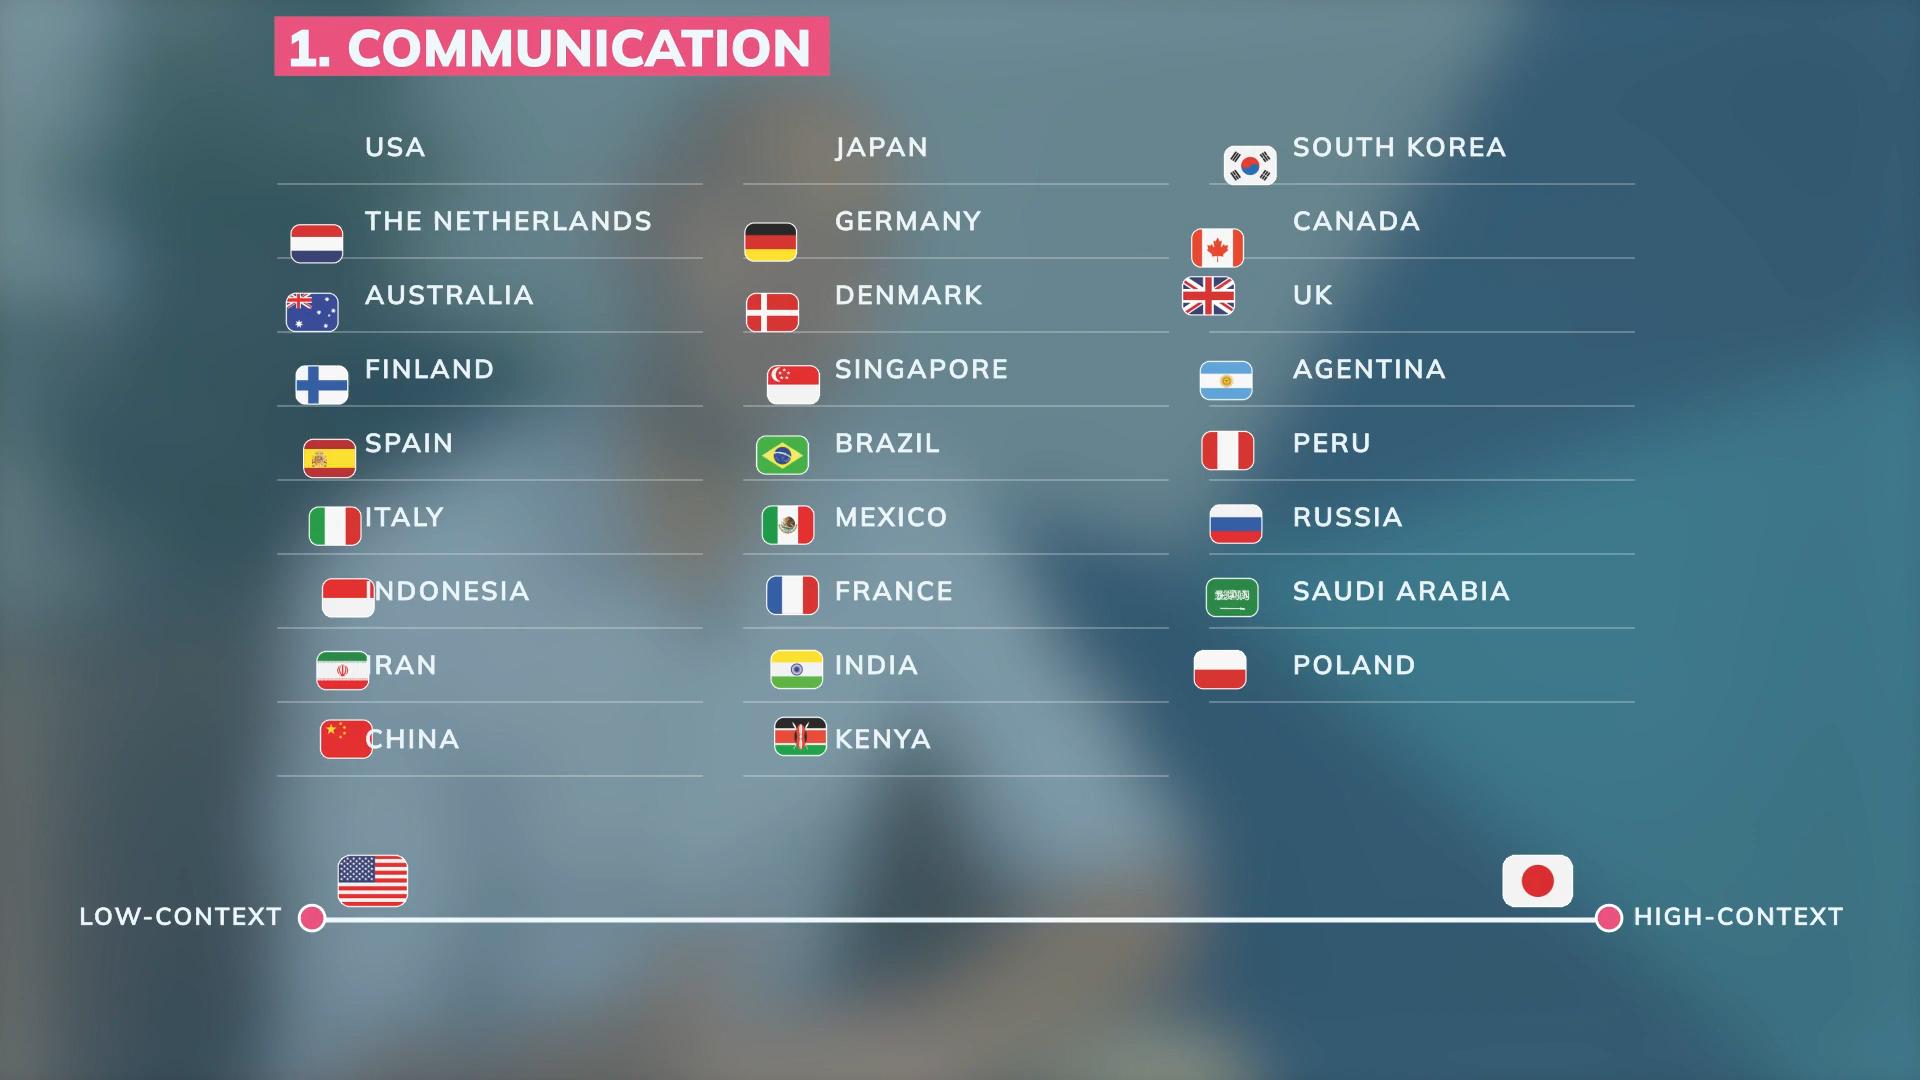 1. COMMUNICATION
USA
JAPAN
SOUTH KOREA
THE NETHERLANDS
GERMANY
CANADA
AUSTRALIA
DENMARK
UK
FINLAND
SINGAPORE
AGENTINA
SPAIN
BRAZIL
PERU
ITALY
MEXICO
RUSSIA
INDONESIA
FRANCE
SAUDI ARABIA
IRAN
INDIA
POLAND
CHINA
KENYA
LOW-CONTEXT
HIGH-CONTEXT